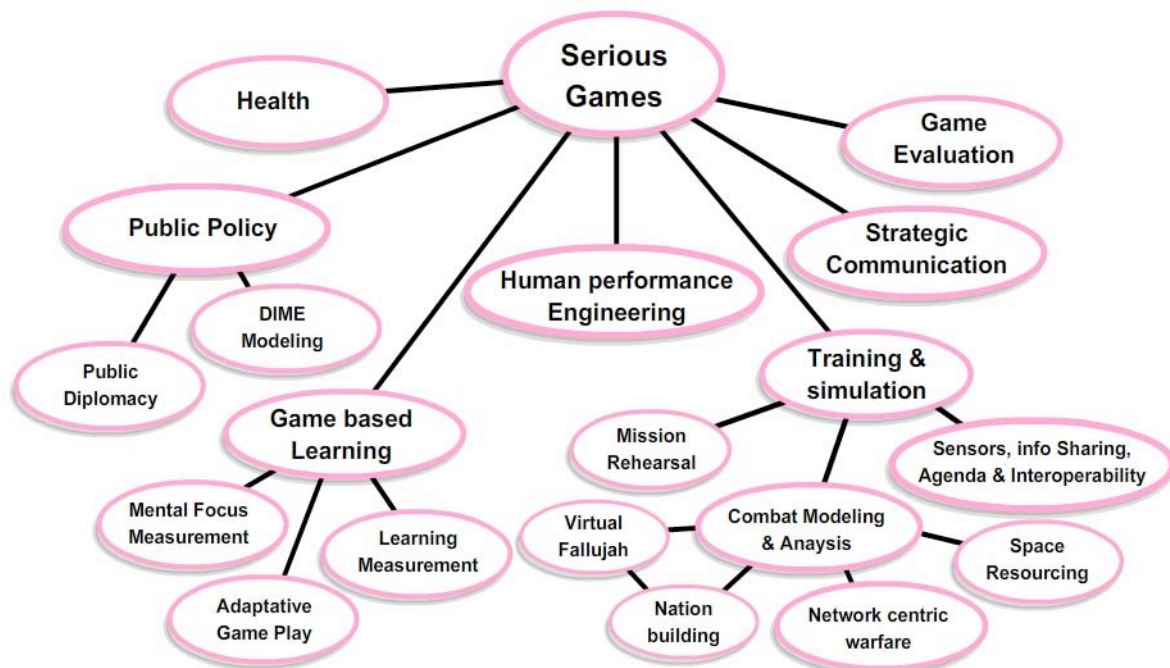 Serious
Games
Health
Game
Evaluation
Public Policy
Strategic
Communication
Human performance
Engineering
DIME
Modeling
Public
Diplomacy
Training &
simulation
Game based
Learning
Mission
Rehearsal
Sensors, info Sharing,
Agenda & Interoperability
Mental Focus
Measurement
Learning
Measurement
Adaptative
Game Play
Virtual
Fallujah
Combat Modeling
& Anaysis
Space
Resourcing
Nation
building
Network centric
warfare